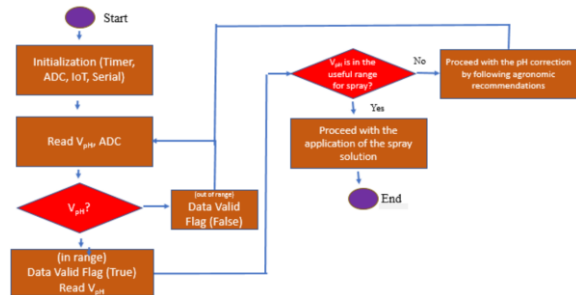 Start
Initialization (Timer,
ADC, IoT, Serial)
Read VpH, ADC
VpH?
(out of range)
Data Valid
Flag (False)
(in range)
Data Valid Flag (True)
Read VpH
VpH is in the
useful range
for spray?
No
Proceed with the pH correction
by following agronomic
recommendations
Yes
Proceed with the
application of the spray
solution
End